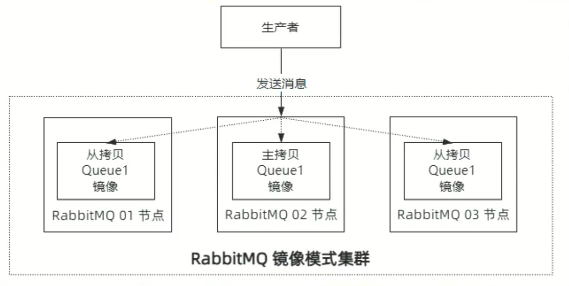 生产者
发送消息
从拷贝
Queue1
镜像
主拷贝
Queue1
镜像
从拷贝
Queue1
镜像
RabbitMQ 01 节点
RabbitMQ 02 节点
RabbitMQ 03 节点
RabbitMQ 镜像模式集群